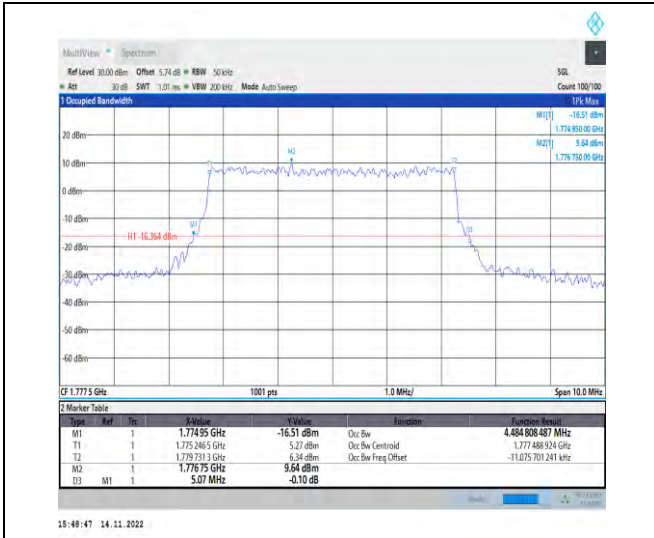 MultiView Spectrum
Ref Level 30.00 dBm Offset 5.74 dB RBW 50 kHz SGL
Att 30 dB SWT 1.01 ms VBW 200 kHz Mode Auto Sweep Count 100/100
1 Occupied Bandwidth 1Pk Max
M1[1] -16.51 dBm
1.774 950 00 GHz
M2[1] 9.64 dBm
1.776 750 00 GHz
20 dBm
10 dBm
0 dBm
-10 dBm
-20 dBm
-30 dBm
-40 dBm
-50 dBm
-60 dBm
M2
M1
H1 -16.364 dBm
CF 1.777 5 GHz 1001 pts 1.0 MHz/ Span 10.0 MHz
2 Marker Table
Type Ref Trc X-Value Y-Value Function Function Result
M1 1 1.774 95 GHz -16.51 dBm Occ Bw 4.484 808 487 MHz
T1 1 1.775 246 5 GHz 5.27 dBm Occ Bw Centroid 1.777 488 924 GHz
T2 1 1.779 731 3 GHz 6.34 dBm Occ Bw Freq Offset -11.075 701 241 kHz
M2 1 1.776 75 GHz 9.64 dBm
D3 M1 1 5.07 MHz -0.10 dB
15:48:47 14.11.2022